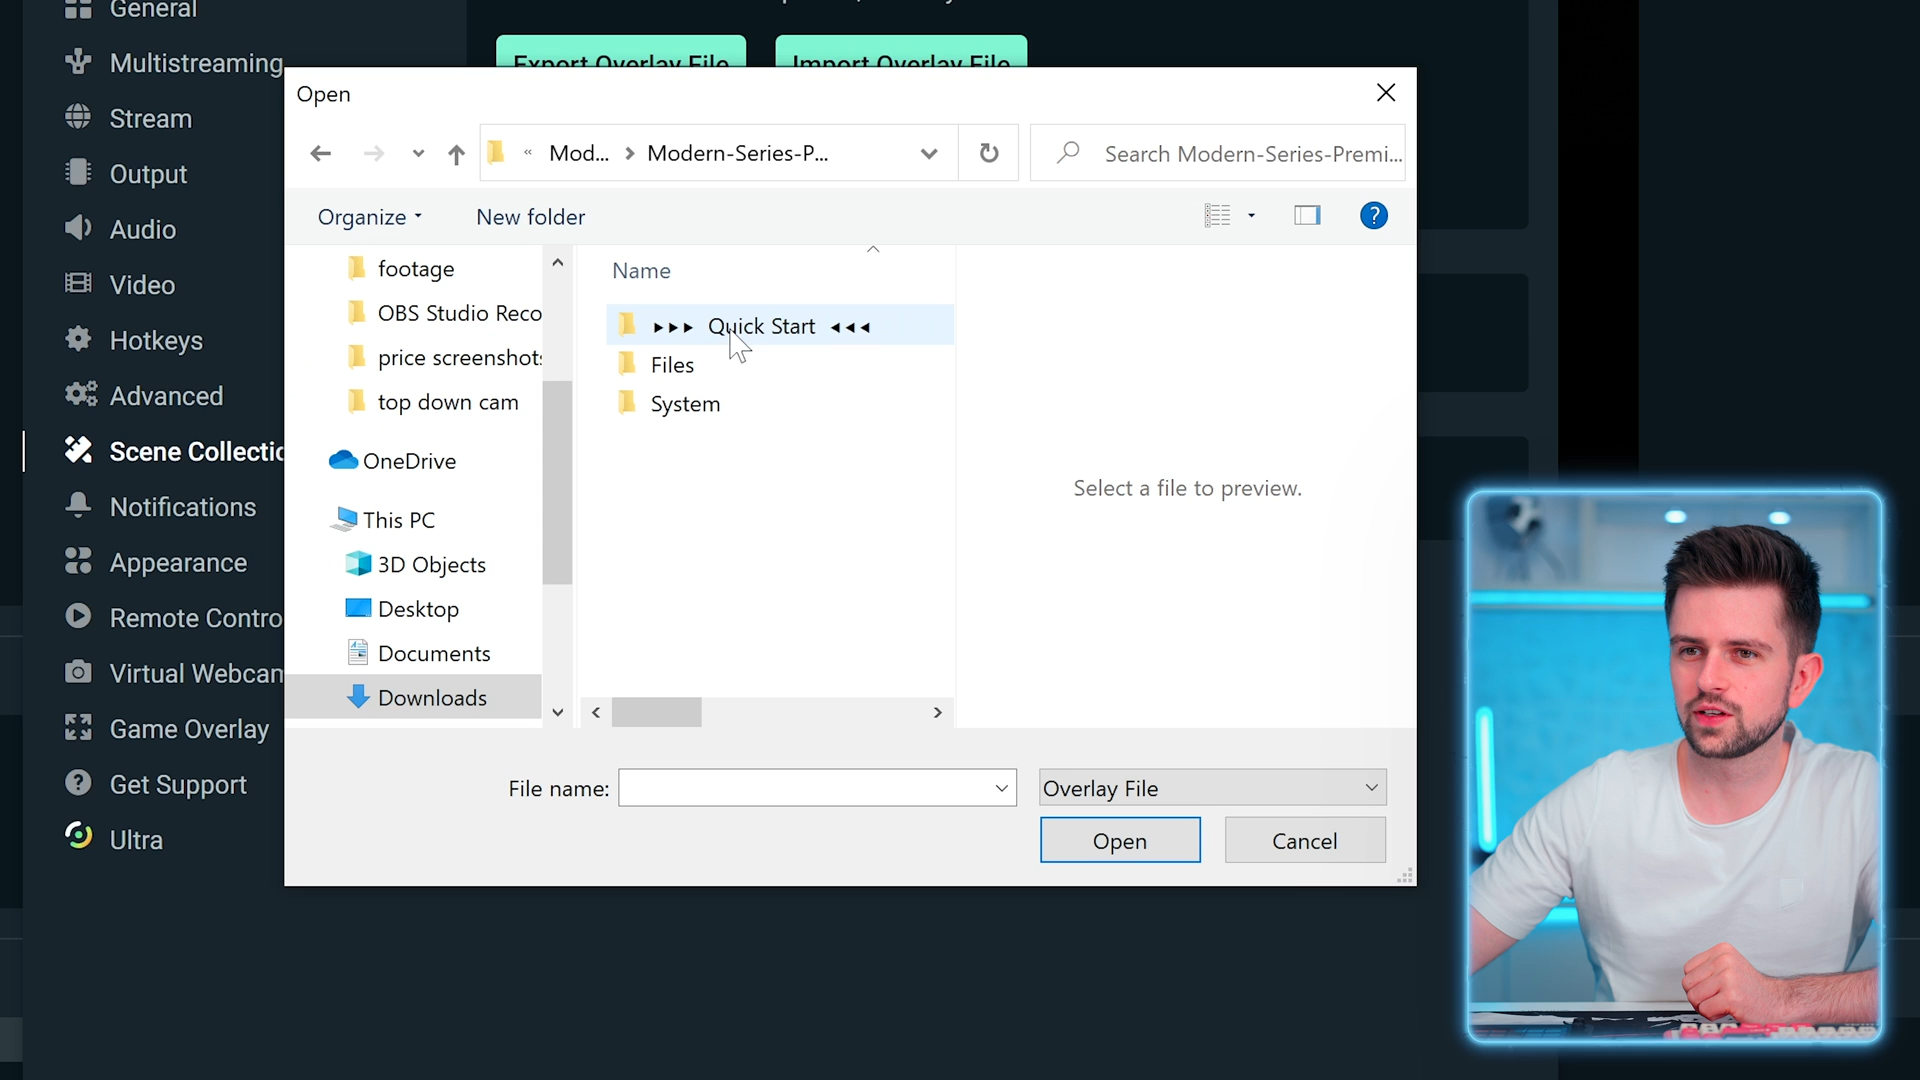 General
Multistreaming
Stream
Output
Audio
Video
Hotkeys
Advanced
Scene Collectio
Notifications
Appearance
Remote Contro
Virtual Webcam
Game Overlay
Get Support
Ultra
Export Overlay File
Import Overlay File
Open
« Mod... > Modern-Series-P...
Search Modern-Series-Premi...
Organize
New folder
?
footage
OBS Studio Reco
price screenshots
top down cam
OneDrive
This PC
3D Objects
Desktop
Documents
Downloads
Name
►►► Quick Start ◄◄◄
Files
System
Select a file to preview.
File name:
Overlay File
Open
Cancel